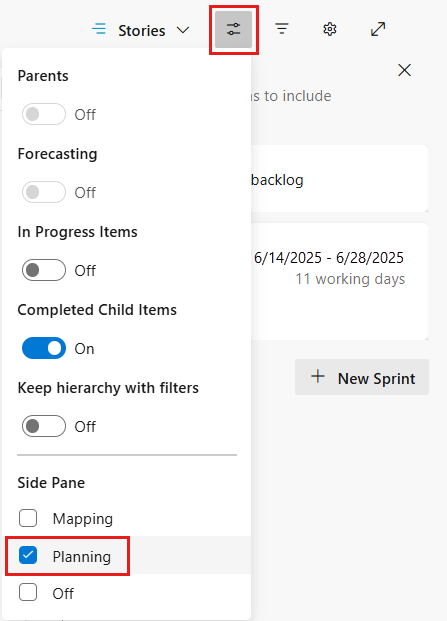 Stories
Parents
Off
ns to include
Forecasting
backlog
Off
In Progress Items
6/14/2025 - 6/28/2025
Off
11 working days
Completed Child Items
On
New Sprint
Keep hierarchy with filters
Off
Side Pane
Mapping
Planning
Off